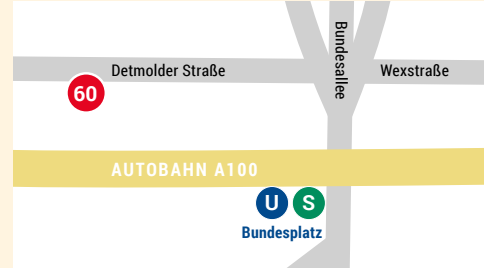 Bundesallee
Detmolder Straße
Wexstraße
60
AUTOBAHN A100
U S
Bundesplatz